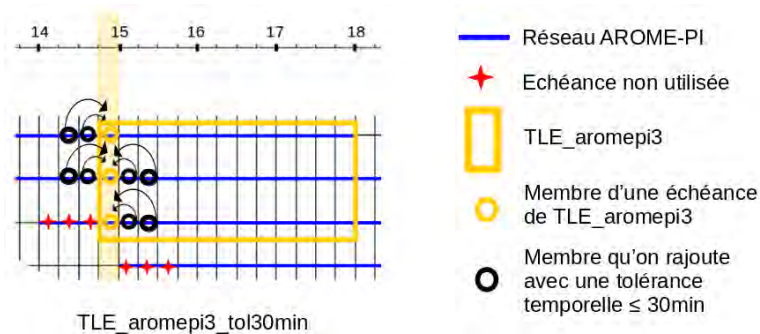 14 15 16 17 18
Réseau AROME-PI
Echéance non utilisée
TLE_aromepi3
Membre d'une échéance
de TLE_aromepi3
Membre qu'on rajoute
avec une tolérance
temporelle ≤ 30min
TLE_aromepi3_tol30min